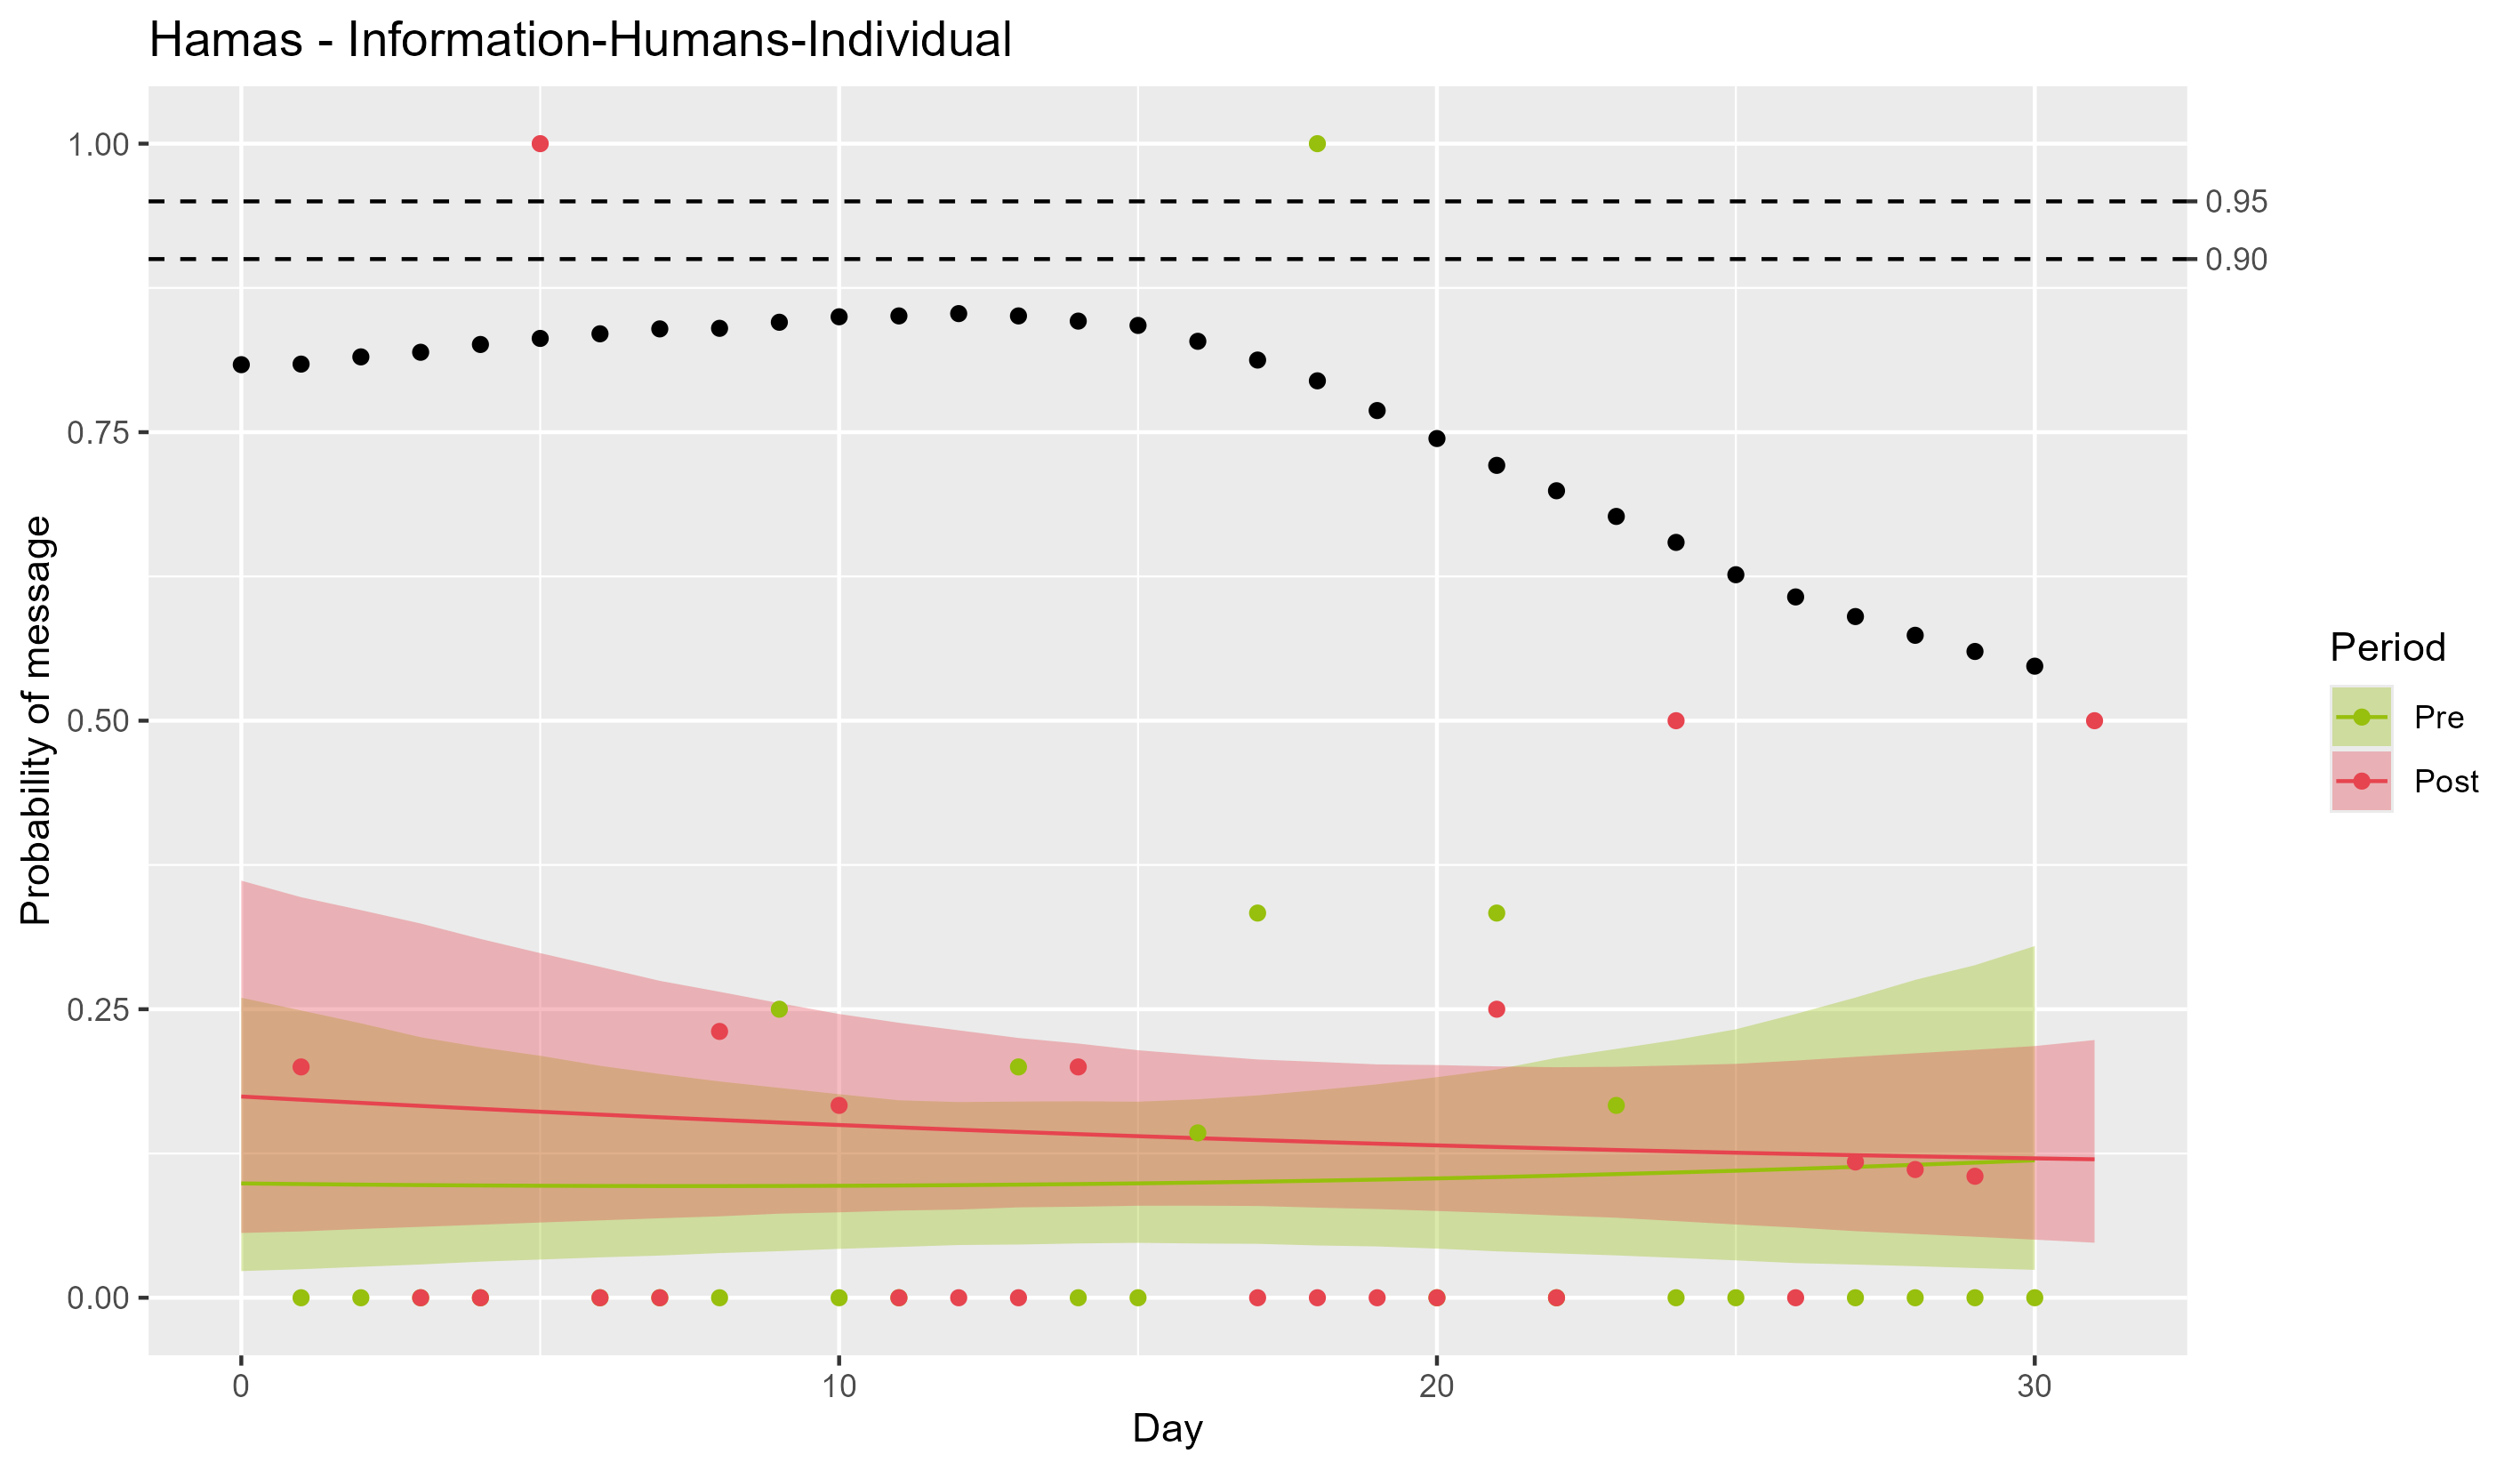 Hamas - Information-Humans-Individual
Probability of message
1.00
0.75
0.50
0.25
0.00
0.95
0.90
0
10
20
30
Day
Period
Pre
Post